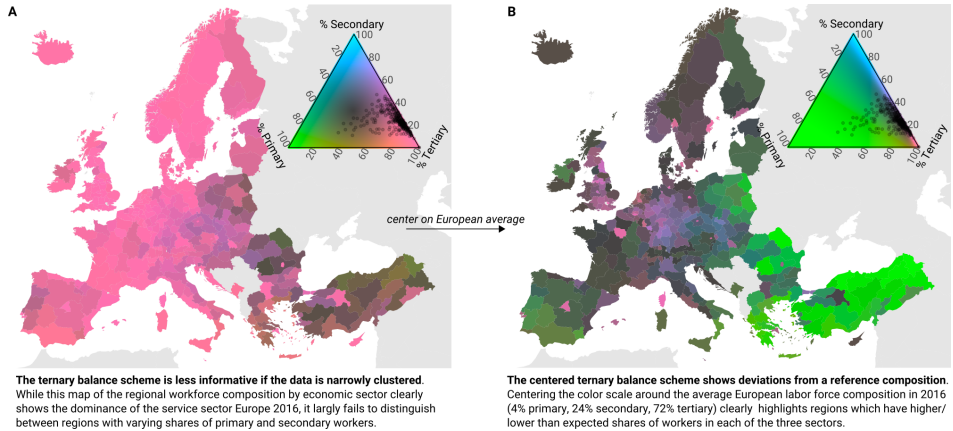 A
% Secondary
100
20
80
40
60
60
40
80
20
100
% Primary
20
40
60
80
100
% Tertiary
center on European average
B
% Secondary
100
20
80
40
60
60
40
80
20
100
% Primary
20
40
60
80
100
% Tertiary
The ternary balance scheme is less informative if the data is narrowly clustered.
While this map of the regional workforce composition by economic sector clearly
shows the dominance of the service sector Europe 2016, it largely fails to distinguish
between regions with varying shares of primary and secondary workers.
The centered ternary balance scheme shows deviations from a reference composition.
Centering the color scale around the average European labor force composition in 2016
(4% primary, 24% secondary, 72% tertiary) clearly highlights regions which have higher/
lower than expected shares of workers in each of the three sectors.